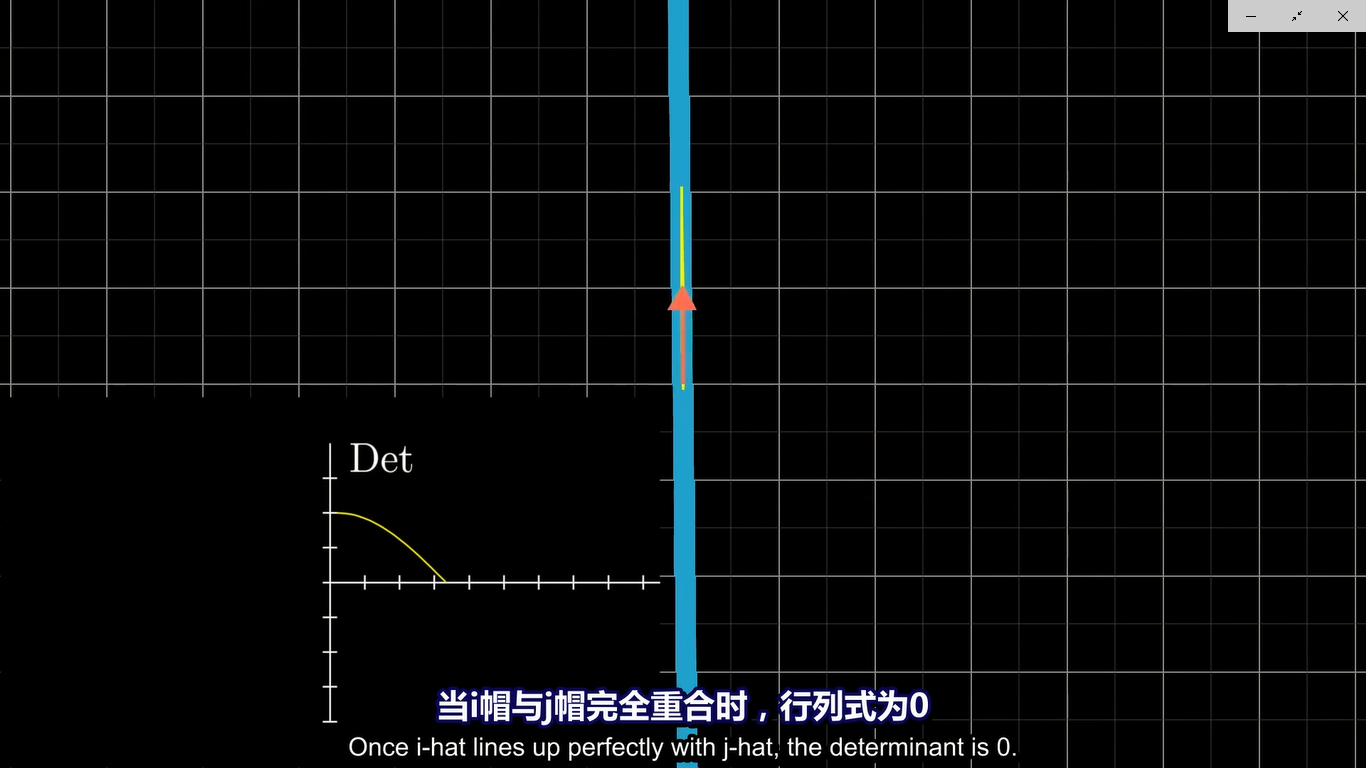 Det
当i帽与j帽完全重合时，行列式为0
Once i-hat lines up perfectly with j-hat, the determinant is 0.